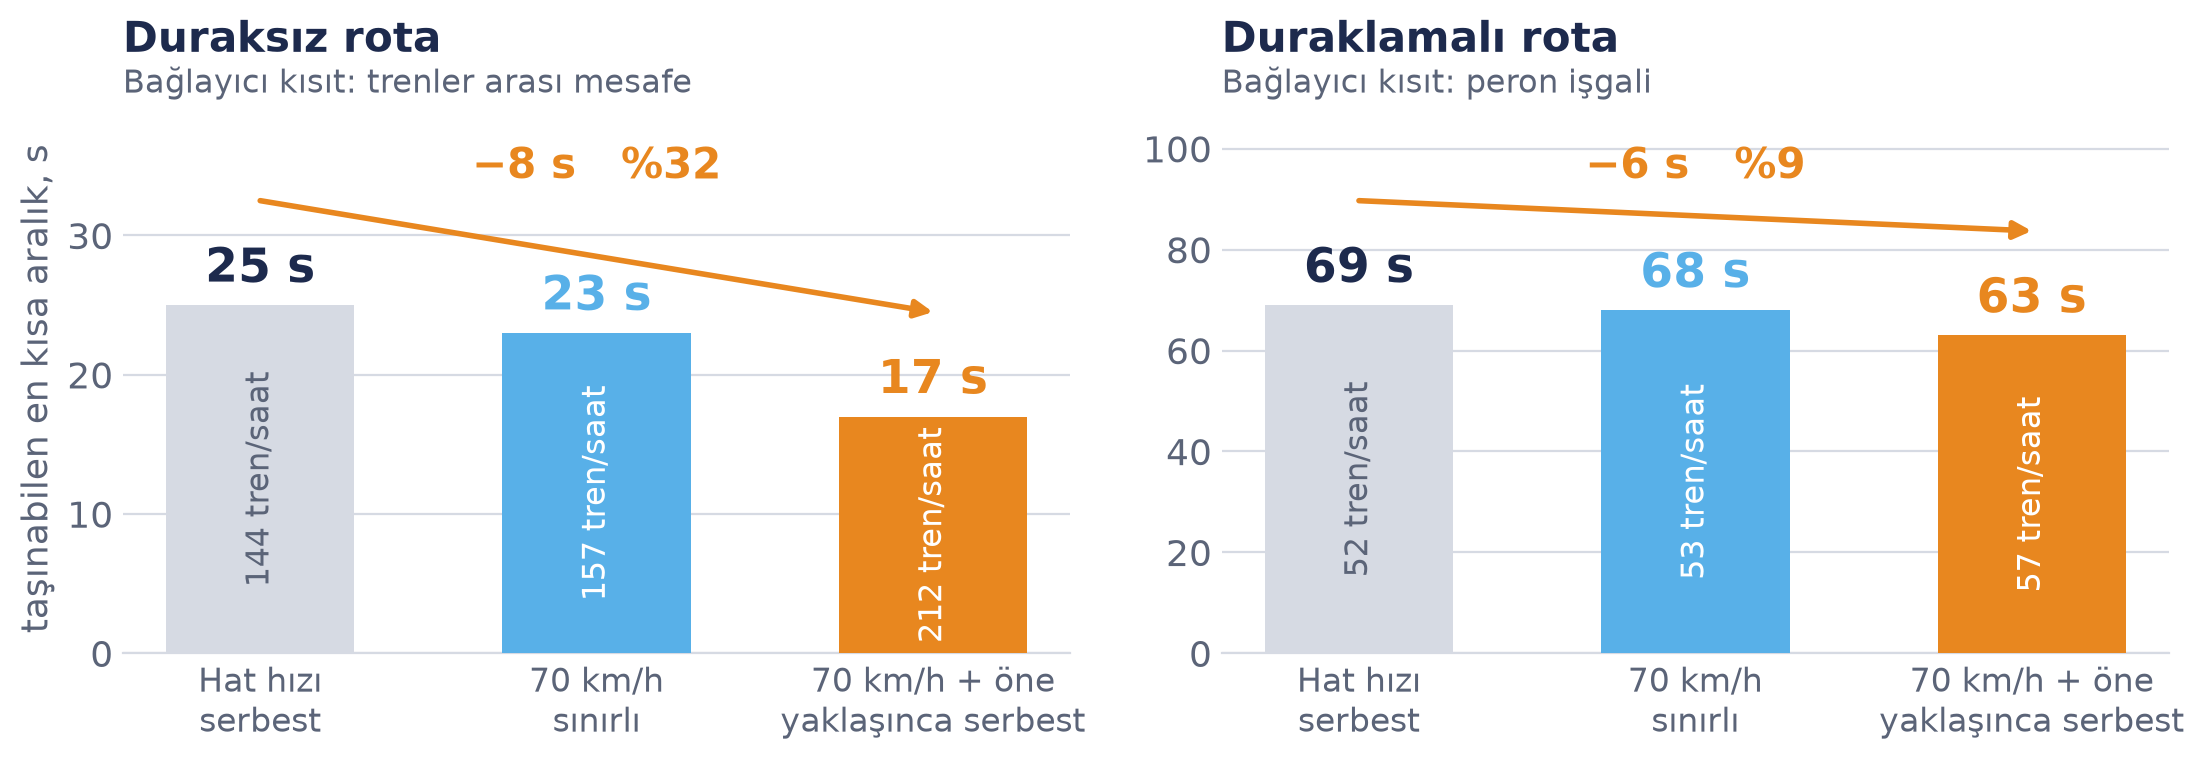 Duraksız rota
Bağlayıcı kısıt: trenler arası mesafe
taşınabilen en kısa aralık, s
30
20
10
0
−8 s %32
25 s
23 s
17 s
144 tren/saat
157 tren/saat
212 tren/saat
Hat hızı
serbest
70 km/h
sınırlı
70 km/h + öne
yaklaşınca serbest
Duraklamalı rota
Bağlayıcı kısıt: peron işgali
100
80
60
40
20
0
−6 s %9
69 s
68 s
63 s
52 tren/saat
53 tren/saat
57 tren/saat
Hat hızı
serbest
70 km/h
sınırlı
70 km/h + öne
yaklaşınca serbest